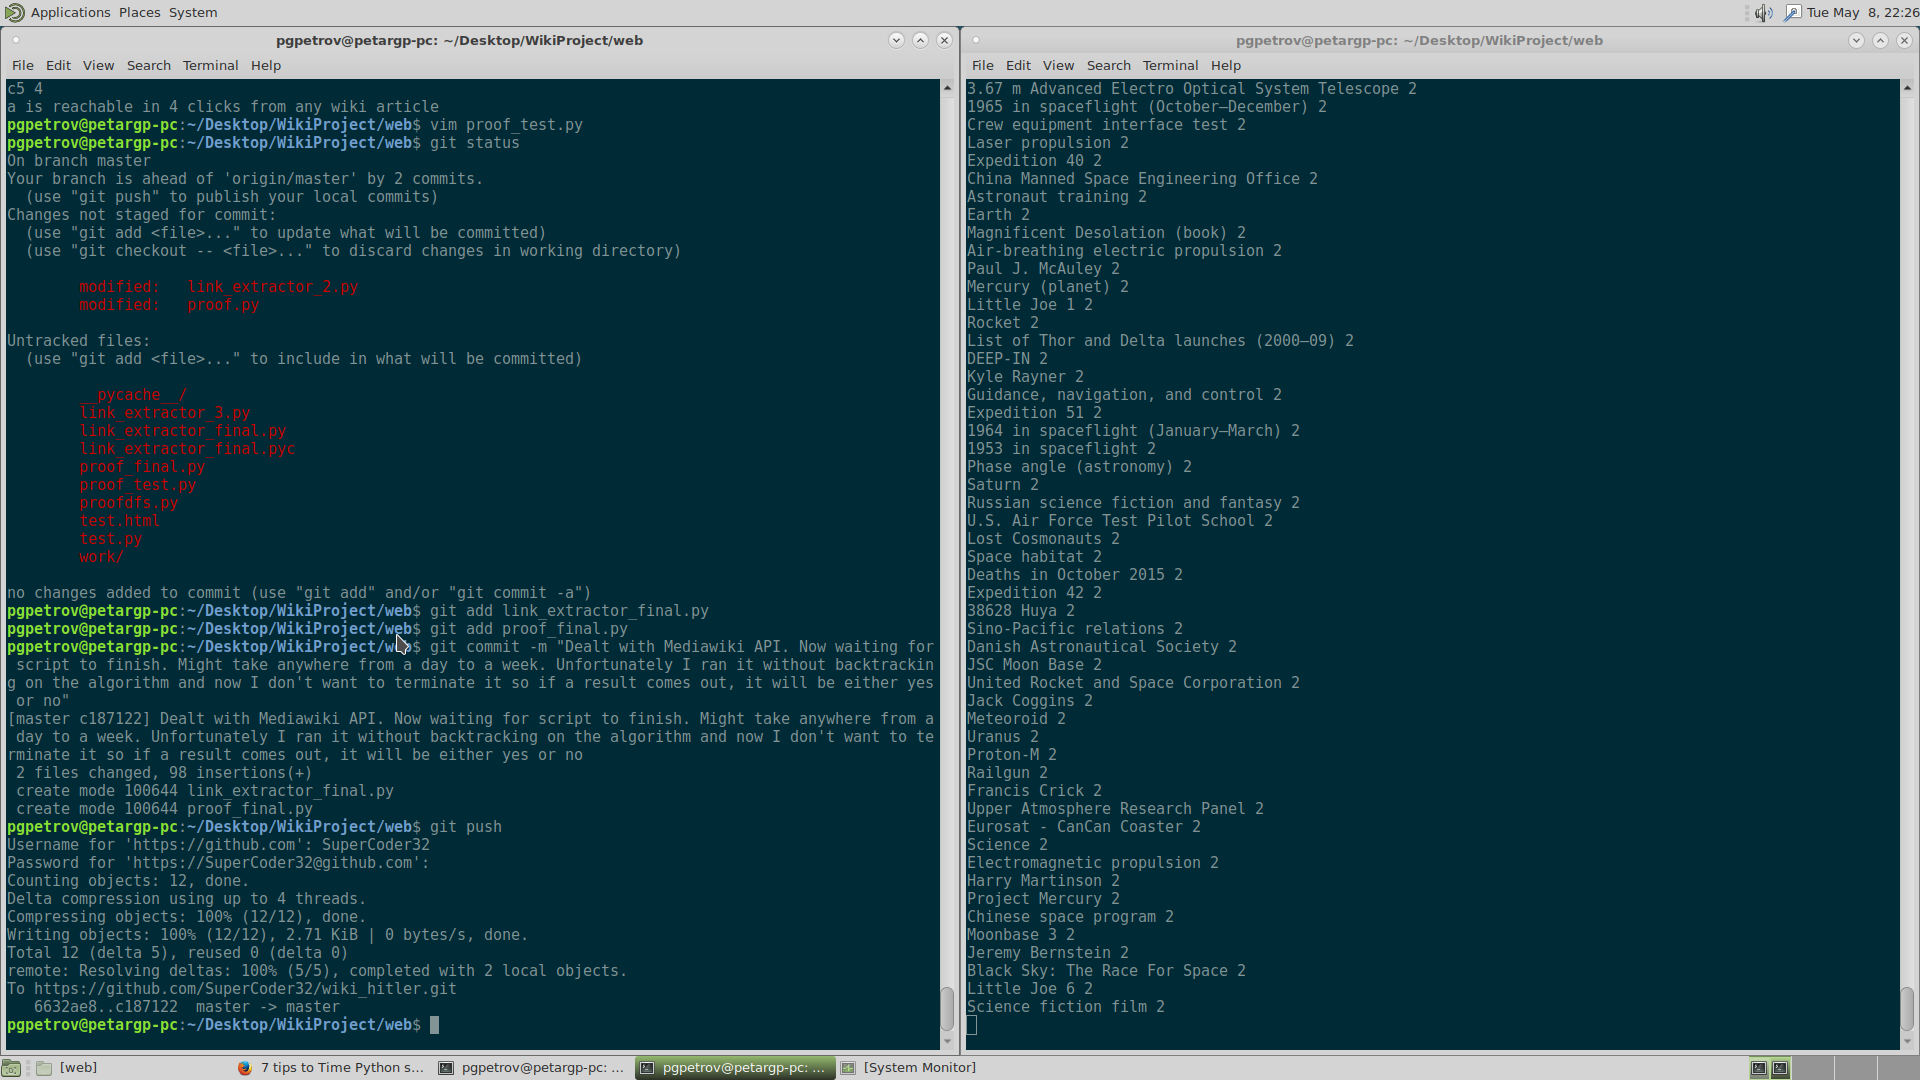 Applications Places System
Tue May 8, 22:26
pgpetrov@petargp-pc: ~/Desktop/WikiProject/web
File Edit View Search Terminal Help
c5 4
a is reachable in 4 clicks from any wiki article
pgpetrov@petargp-pc:~/Desktop/WikiProject/web$ vim proof_test.py
pgpetrov@petargp-pc:~/Desktop/WikiProject/web$ git status
On branch master
Your branch is ahead of 'origin/master' by 2 commits.
(use "git push" to publish your local commits)
Changes not staged for commit:
(use "git add <file>..." to update what will be committed)
(use "git checkout -- <file>..." to discard changes in working directory)
modified:   link_extractor_2.py
modified:   proof.py
Untracked files:
(use "git add <file>..." to include in what will be committed)
__pycache__/
link_extractor_3.py
link_extractor_final.py
link_extractor_final.pyc
proof_final.py
proof_test.py
proofdfs.py
test.html
test.py
work/
no changes added to commit (use "git add" and/or "git commit -a")
pgpetrov@petargp-pc:~/Desktop/WikiProject/web$ git add link_extractor_final.py
pgpetrov@petargp-pc:~/Desktop/WikiProject/web$ git add proof_final.py
pgpetrov@petargp-pc:~/Desktop/WikiProject/web$ git commit -m "Dealt with Mediawiki API. Now waiting for
script to finish. Might take anywhere from a day to a week. Unfortunately I ran it without backtrackin
g on the algorithm and now I don't want to terminate it so if a result comes out, it will be either yes
or no"
[master c187122] Dealt with Mediawiki API. Now waiting for script to finish. Might take anywhere from a
day to a week. Unfortunately I ran it without backtracking on the algorithm and now I don't want to te
rminate it so if a result comes out, it will be either yes or no
2 files changed, 98 insertions(+)
create mode 100644 link_extractor_final.py
create mode 100644 proof_final.py
pgpetrov@petargp-pc:~/Desktop/WikiProject/web$ git push
Username for 'https://github.com': SuperCoder32
Password for 'https://SuperCoder32@github.com':
Counting objects: 12, done.
Delta compression using up to 4 threads.
Compressing objects: 100% (12/12), done.
Writing objects: 100% (12/12), 2.71 KiB | 0 bytes/s, done.
Total 12 (delta 5), reused 0 (delta 0)
remote: Resolving deltas: 100% (5/5), completed with 2 local objects.
To https://github.com/SuperCoder32/wiki_hitler.git
6632ae8..c187122  master -> master
pgpetrov@petargp-pc:~/Desktop/WikiProject/web$
pgpetrov@petargp-pc: ~/Desktop/WikiProject/web
File Edit View Search Terminal Help
3.67 m Advanced Electro Optical System Telescope 2
1965 in spaceflight (October–December) 2
Crew equipment interface test 2
Laser propulsion 2
Expedition 40 2
China Manned Space Engineering Office 2
Astronaut training 2
Earth 2
Magnificent Desolation (book) 2
Air-breathing electric propulsion 2
Paul J. McAuley 2
Mercury (planet) 2
Little Joe 1 2
Rocket 2
List of Thor and Delta launches (2000–09) 2
DEEP-IN 2
Kyle Rayner 2
Guidance, navigation, and control 2
Expedition 51 2
1964 in spaceflight (January–March) 2
1953 in spaceflight 2
Phase angle (astronomy) 2
Saturn 2
Russian science fiction and fantasy 2
U.S. Air Force Test Pilot School 2
Lost Cosmonauts 2
Space habitat 2
Deaths in October 2015 2
Expedition 42 2
38628 Huya 2
Sino-Pacific relations 2
Danish Astronautical Society 2
JSC Moon Base 2
United Rocket and Space Corporation 2
Jack Coggins 2
Meteoroid 2
Uranus 2
Proton-M 2
Railgun 2
Francis Crick 2
Upper Atmosphere Research Panel 2
Eurosat - CanCan Coaster 2
Science 2
Electromagnetic propulsion 2
Harry Martinson 2
Project Mercury 2
Chinese space program 2
Moonbase 3 2
Jeremy Bernstein 2
Black Sky: The Race For Space 2
Little Joe 6 2
Science fiction film 2
[web]
7 tips to Time Python s...
pgpetrov@petargp-pc: ...
pgpetrov@petargp-pc: ...
[System Monitor]